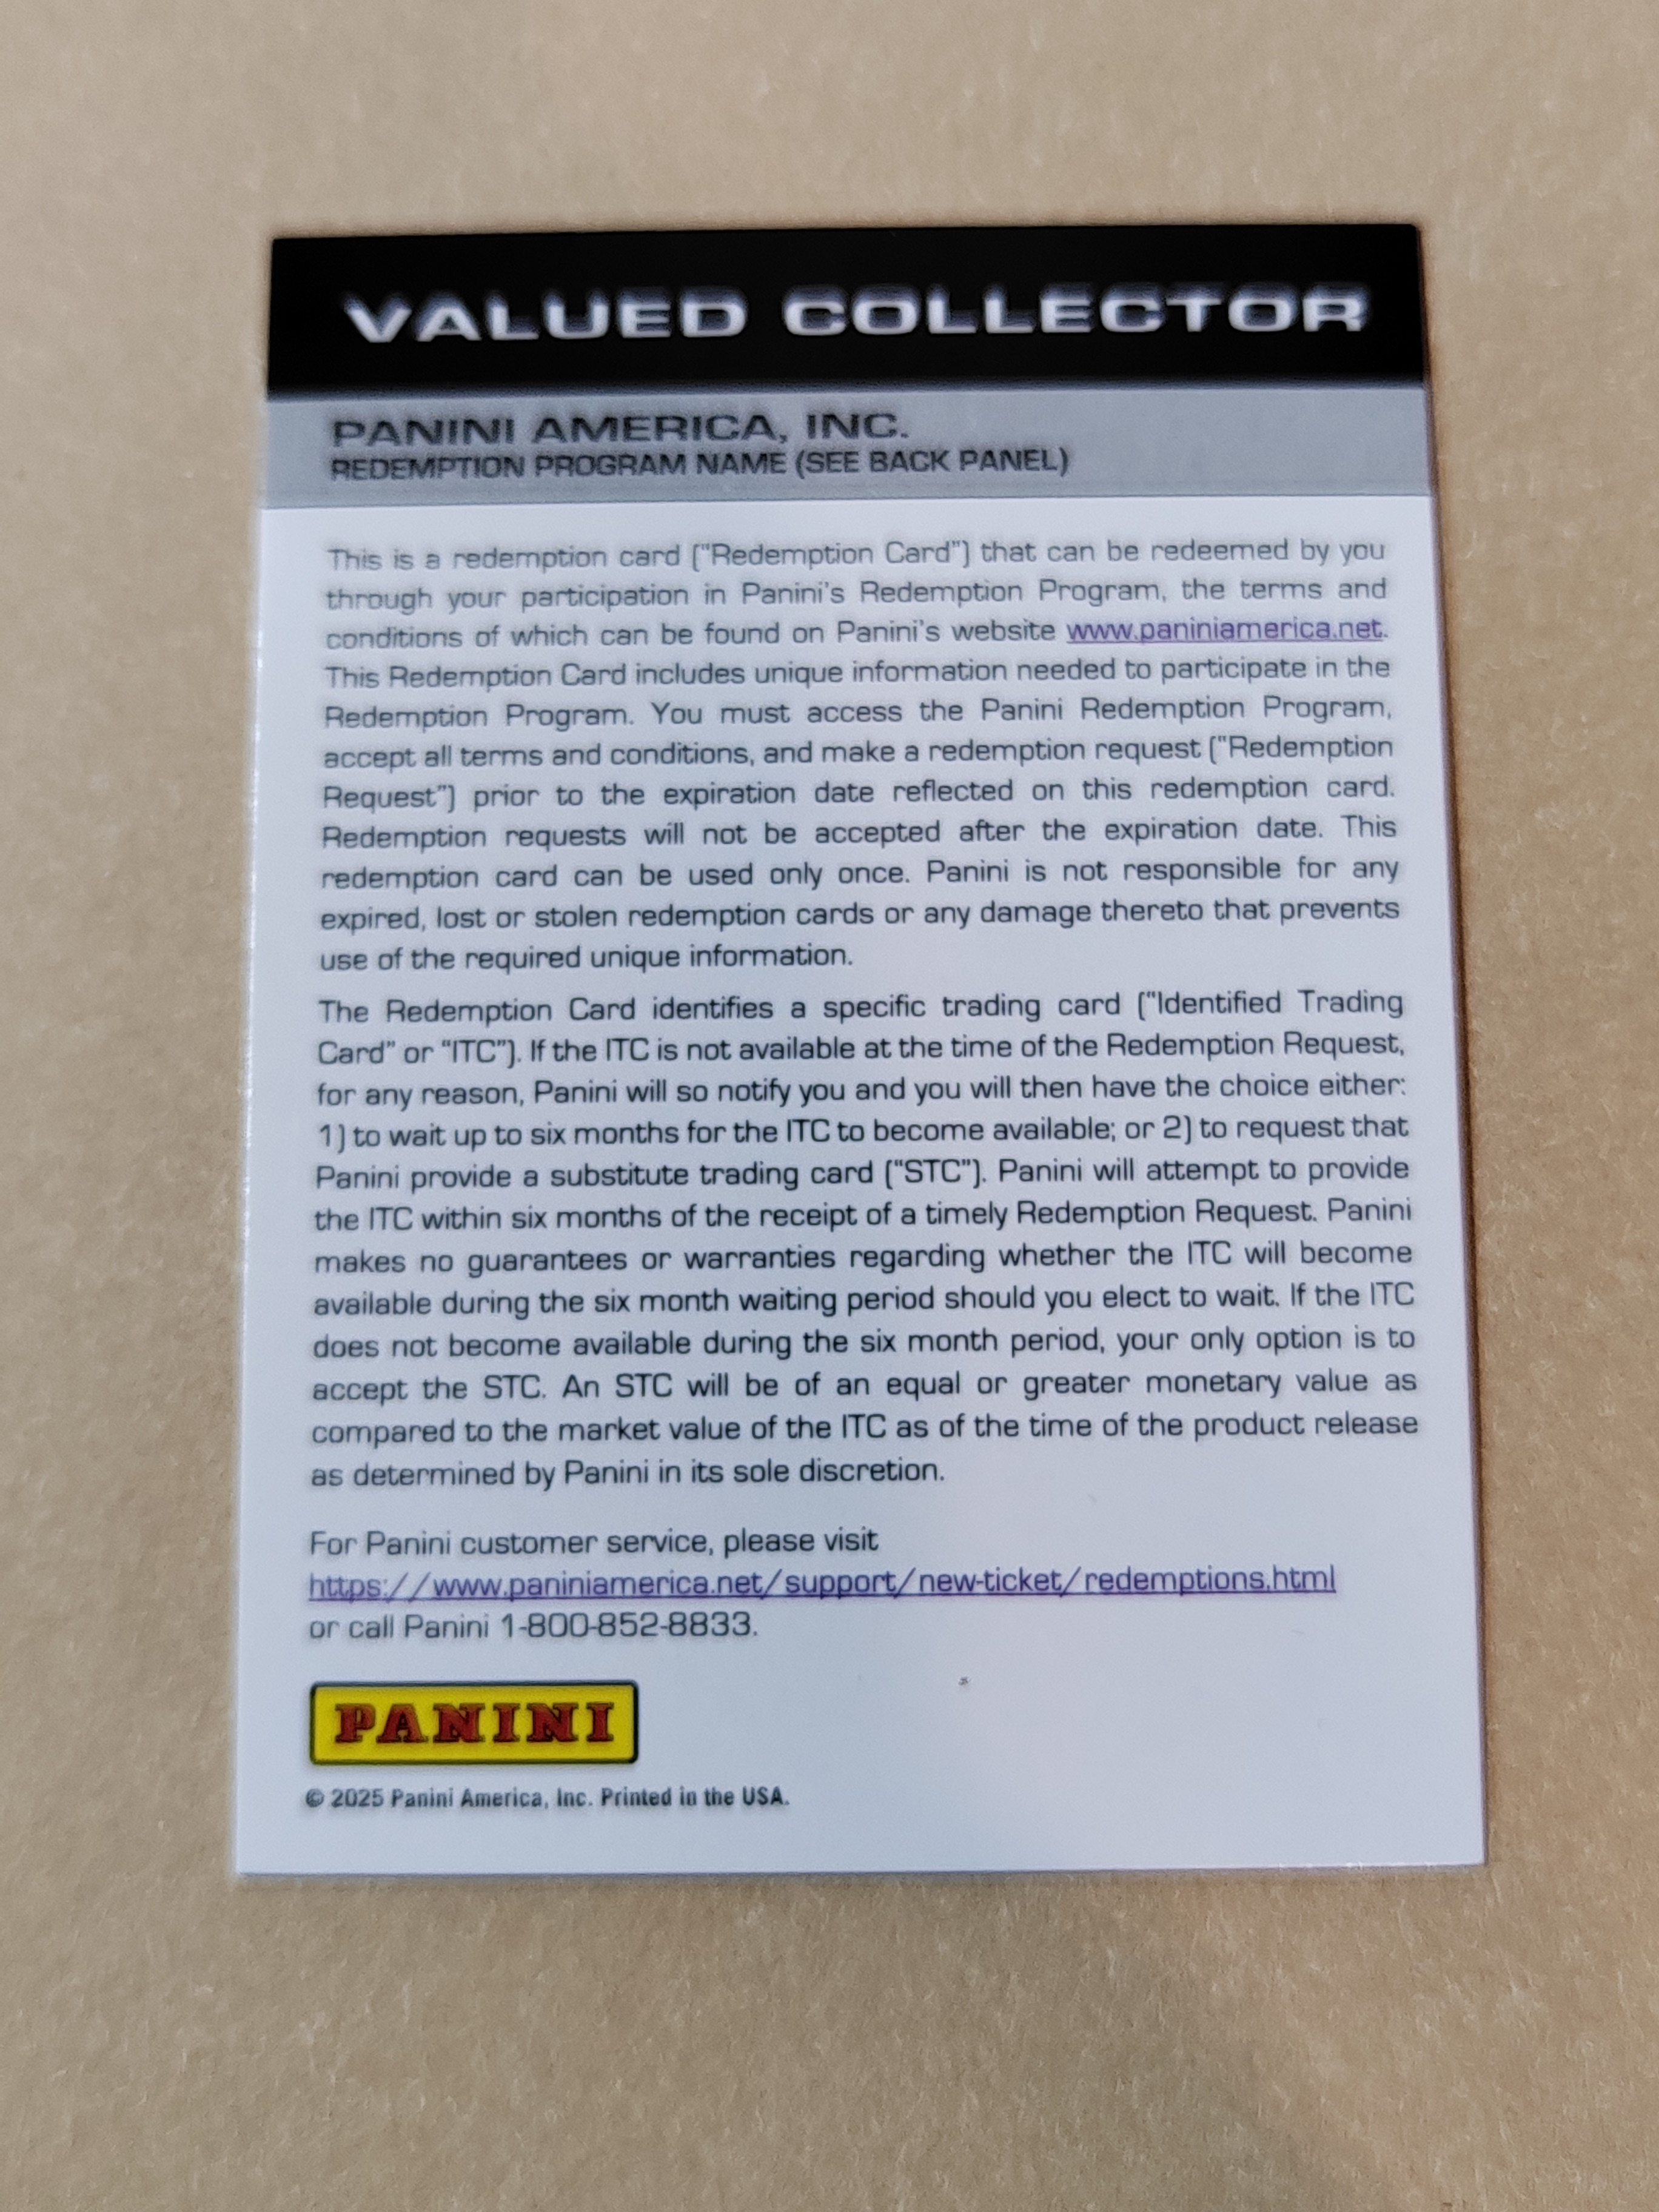 VALUED COLLECTOR
PANINI AMERICA, INC.
REDEMPTION PROGRAM NAME (SEE BACK PANEL)
This is a redemption card ("Redemption Card") that can be redeemed by you
through your participation in Panini's Redemption Program, the terms and
conditions of which can be found on Panini's website www.paniniamerica.net.
This Redemption Card includes unique information needed to participate in the
Redemption Program. You must access the Panini Redemption Program,
accept all terms and conditions, and make a redemption request ("Redemption
Request") prior to the expiration date reflected on this redemption card.
Redemption requests will not be accepted after the expiration date. This
redemption card can be used only once. Panini is not responsible for any
expired, lost or stolen redemption cards or any damage thereto that prevents
use of the required unique information.
The Redemption Card identifies a specific trading card ("Identified Trading
Card" or "ITC"). If the ITC is not available at the time of the Redemption Request,
for any reason, Panini will so notify you and you will then have the choice either:
1) to wait up to six months for the ITC to become available; or 2) to request that
Panini provide a substitute trading card ("STC"). Panini will attempt to provide
the ITC within six months of the receipt of a timely Redemption Request. Panini
makes no guarantees or warranties regarding whether the ITC will become
available during the six month waiting period should you elect to wait. If the ITC
does not become available during the six month period, your only option is to
accept the STC. An STC will be of an equal or greater monetary value as
compared to the market value of the ITC as of the time of the product release
as determined by Panini in its sole discretion.
For Panini customer service, please visit
https://www.paniniamerica.net/support/new-ticket/redemptions.html
or call Panini 1-800-852-8833.
PANINI
© 2025 Panini America, Inc. Printed in the USA.